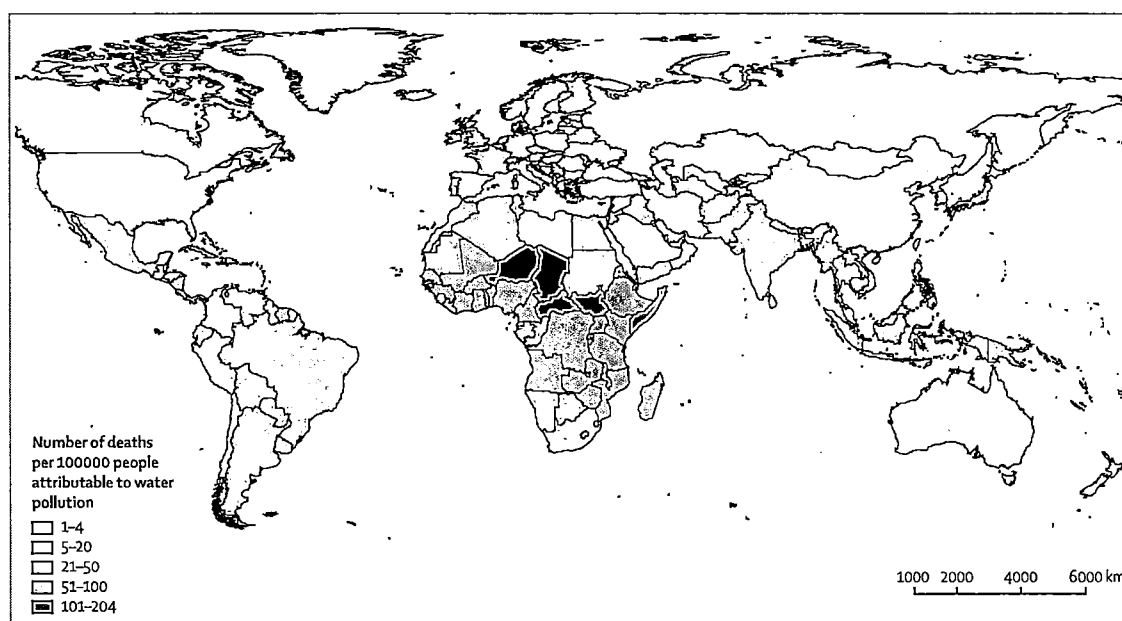 Number of deaths
per 100000 people
attributable to water
pollution
1–4
5–20
21–50
51–100
101–204
1000 2000 4000 6000 km